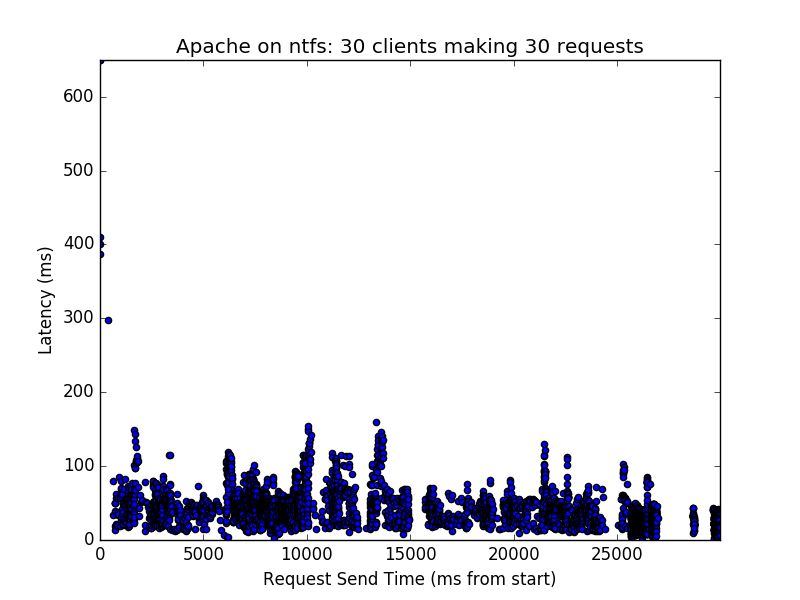 Apache on ntfs: 30 clients making 30 requests
600
500
400
300
200
100
0
Latency (ms)
0 5000 10000 15000 20000 25000
Request Send Time (ms from start)